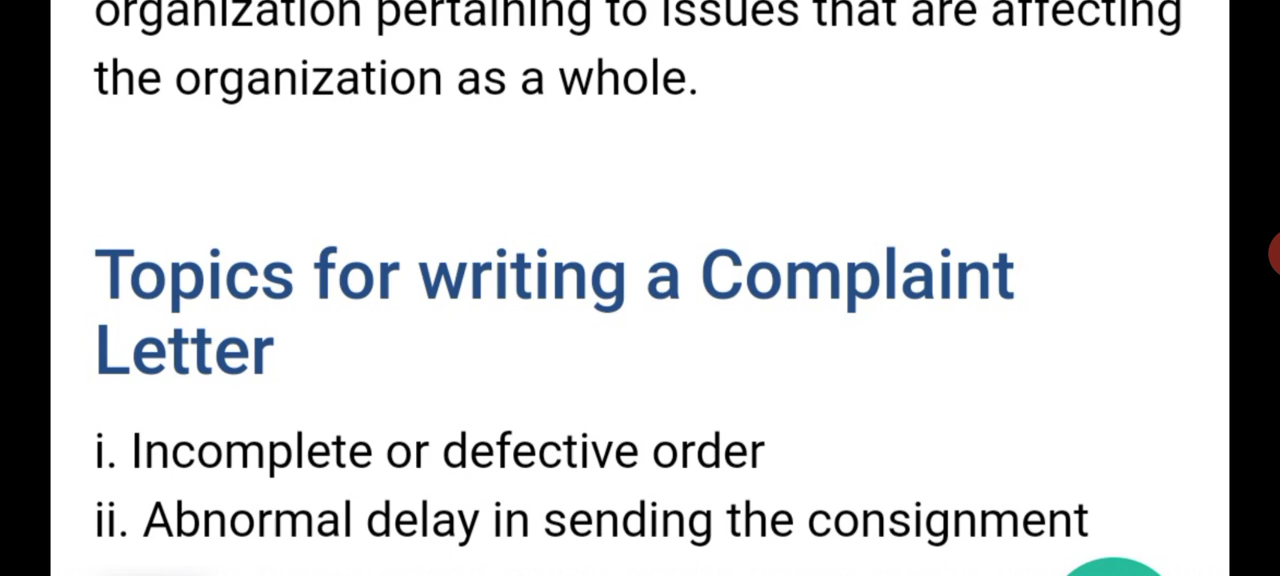 organization pertaining to issues that are affecting
the organization as a whole.
Topics for writing a Complaint
Letter
i. Incomplete or defective order
ii. Abnormal delay in sending the consignment